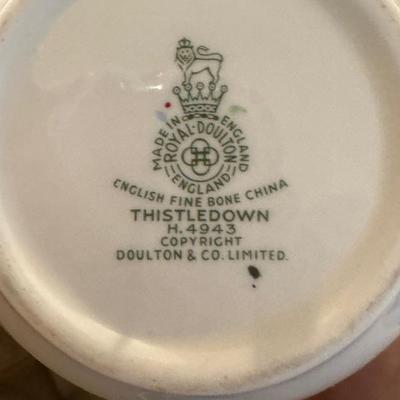 MADE IN ENGLAND
ROYAL·DOULTON
ENGLAND
ENGLISH FINE BONE CHINA
THISTLEDOWN
H.4943
COPYRIGHT
DOULTON & CO. LIMITED.